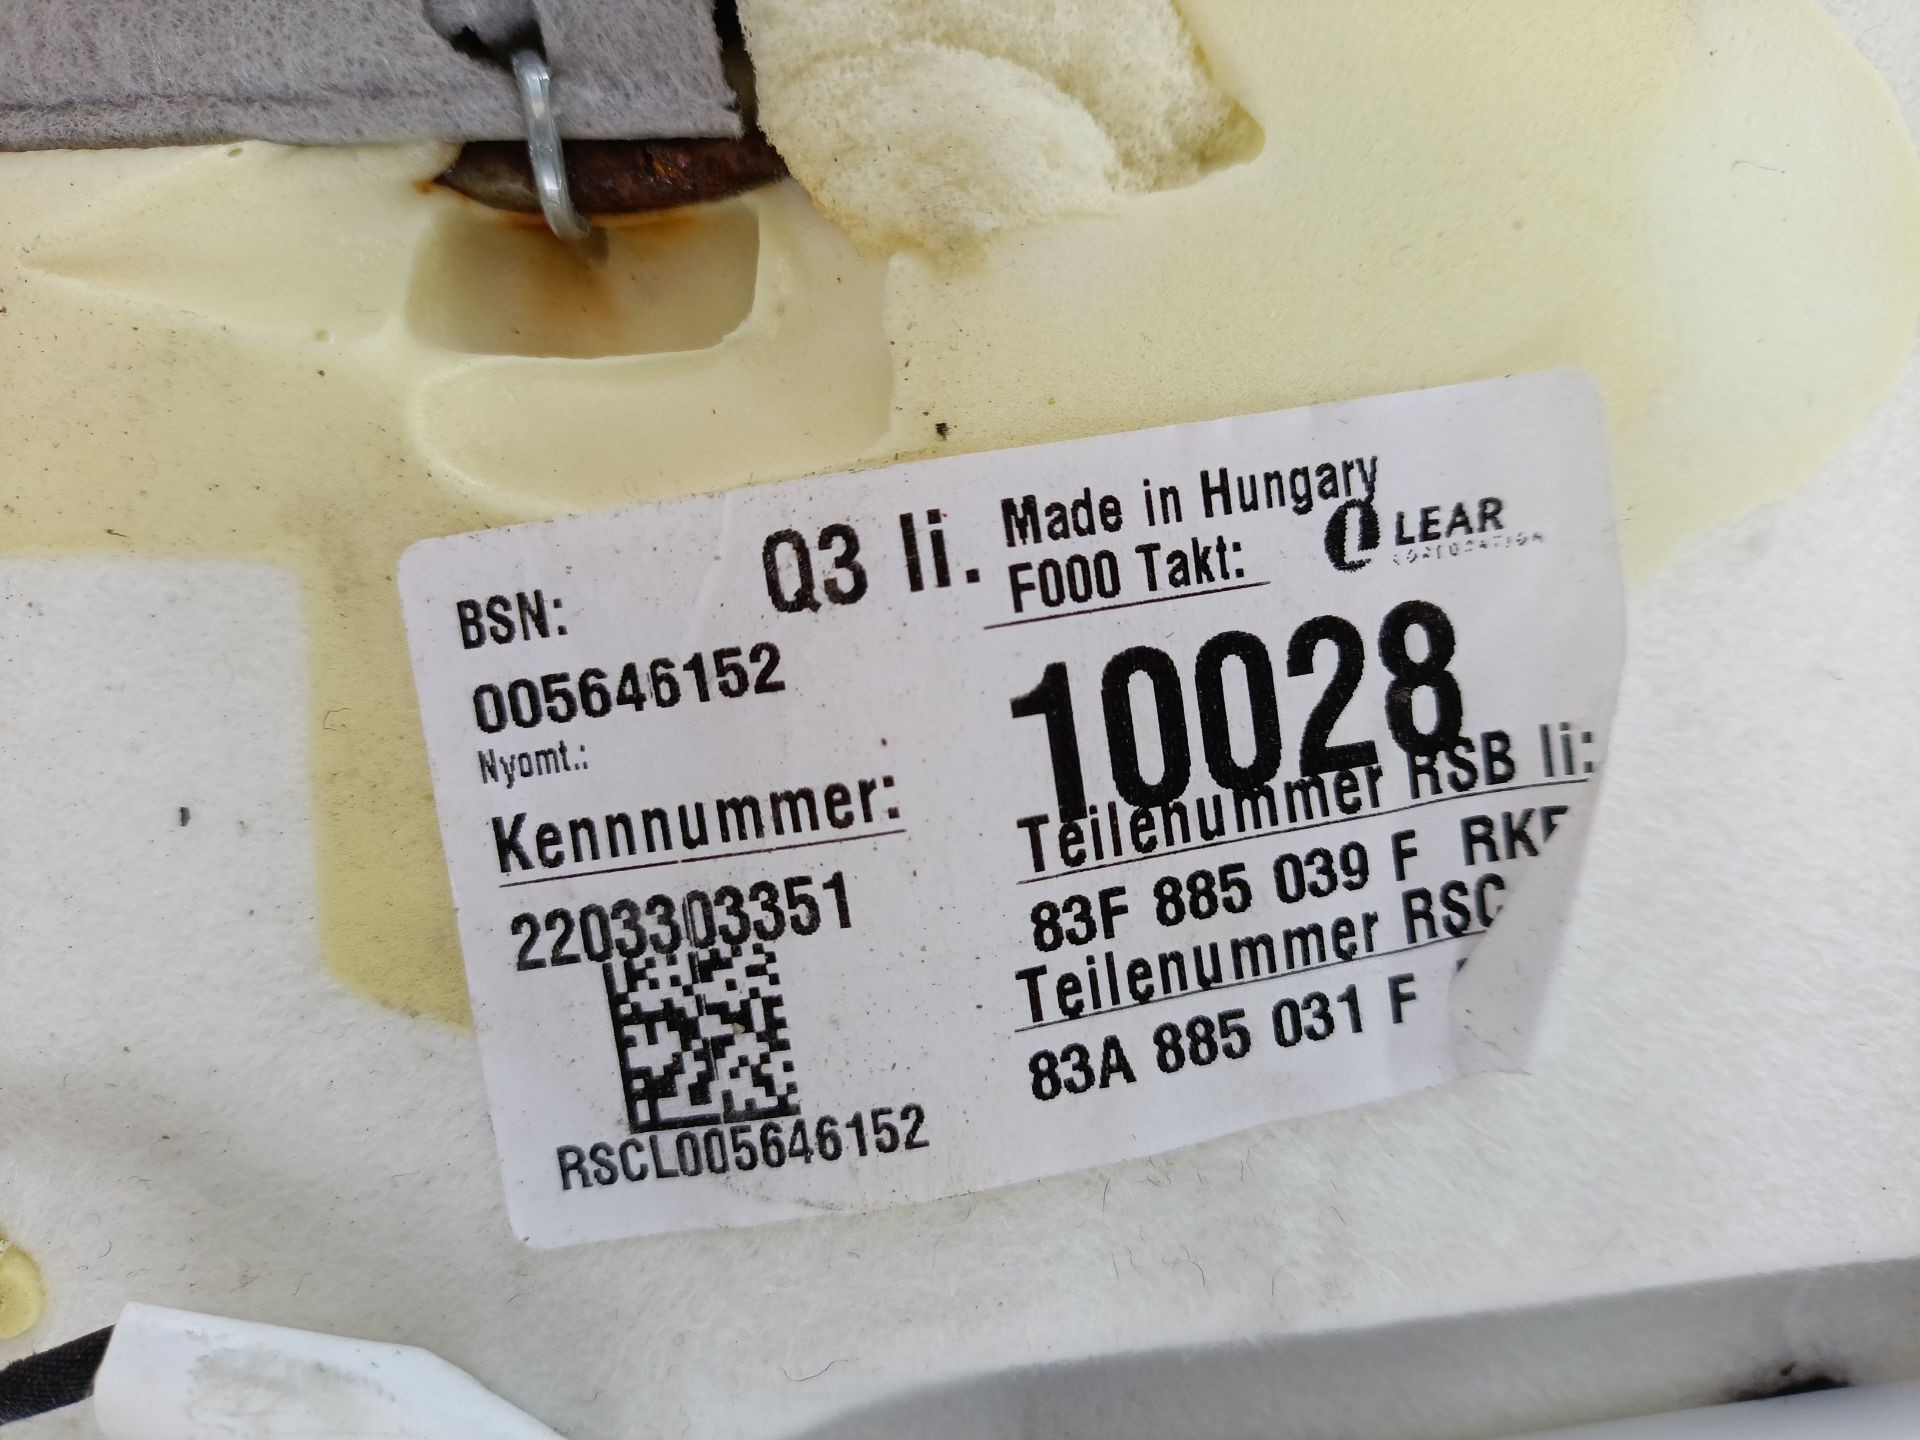 BSN:
Q3 li.
Made in Hungary
F000 Takt:
LEAR
CORPORATION
005646152
Nyomt.:
10028
Kennnummer:
2203303351
Teilenummer RSB li:
83F 885 039 F
Teilenummer RSC
83A 885 031 F
RSCL005646152